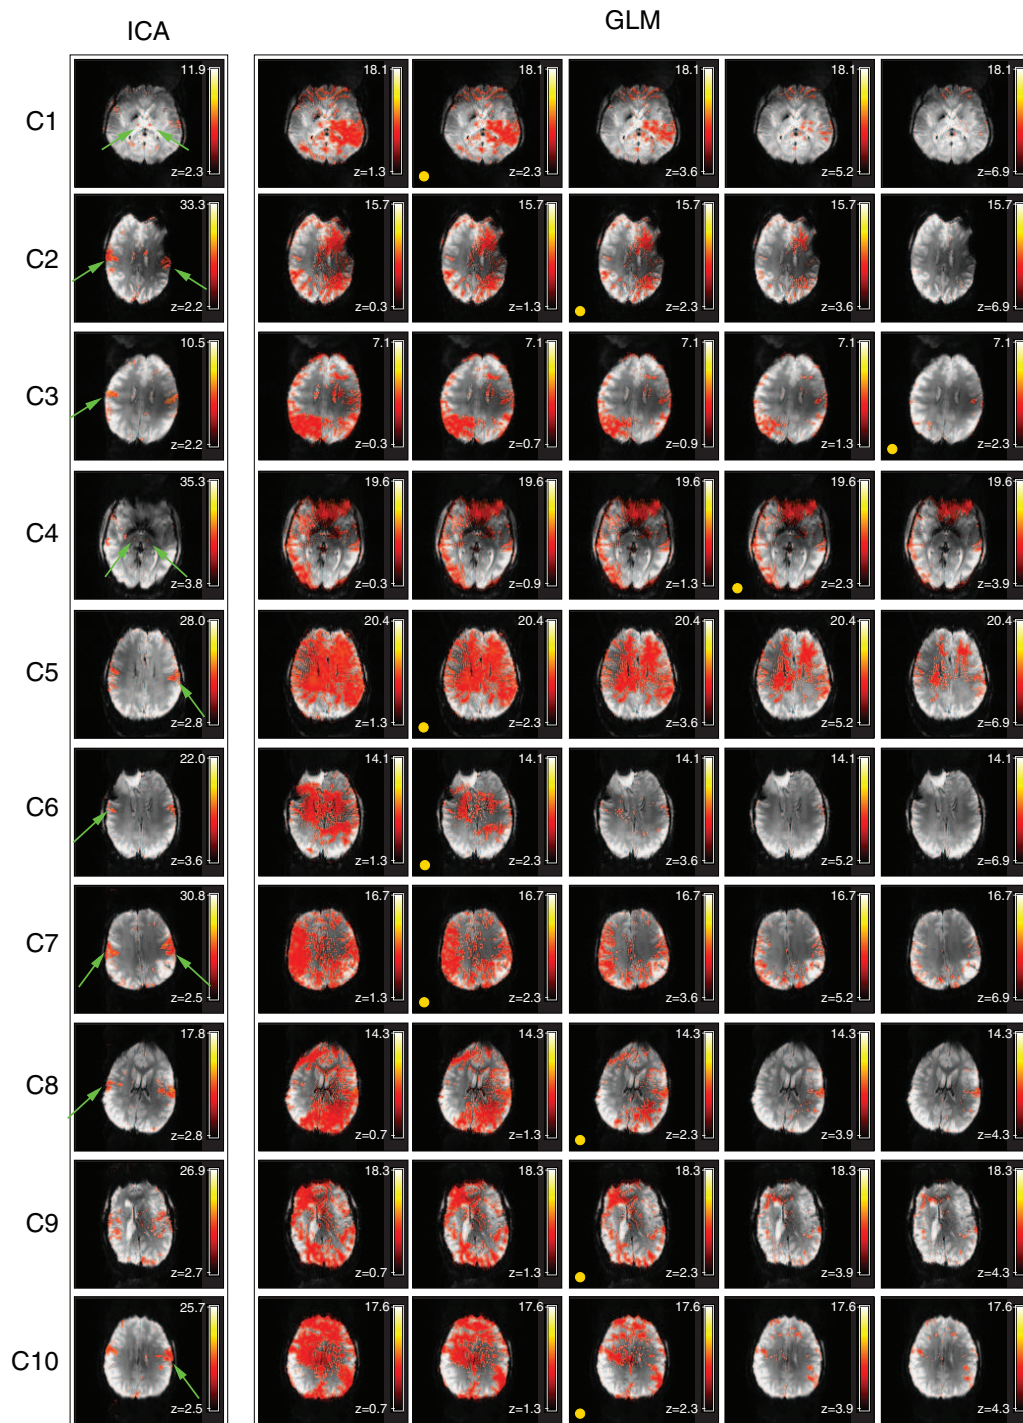 ICA GLM
C1 11.9 z=2.3 18.1 z=1.3 18.1 z=2.3 18.1 z=3.6 18.1 z=5.2 18.1 z=6.9
C2 33.3 z=2.2 15.7 z=0.3 15.7 z=1.3 15.7 z=2.3 15.7 z=3.6 15.7 z=6.9
C3 10.5 z=2.2 7.1 z=0.3 7.1 z=0.7 7.1 z=0.9 7.1 z=1.3 7.1 z=2.3
C4 35.3 z=3.8 19.6 z=0.3 19.6 z=0.9 19.6 z=1.3 19.6 z=2.3 19.6 z=3.9
C5 28.0 z=2.8 20.4 z=1.3 20.4 z=2.3 20.4 z=3.6 20.4 z=5.2 20.4 z=6.9
C6 22.0 z=3.6 14.1 z=1.3 14.1 z=2.3 14.1 z=3.6 14.1 z=5.2 14.1 z=6.9
C7 30.8 z=2.5 16.7 z=1.3 16.7 z=2.3 16.7 z=3.6 16.7 z=5.2 16.7 z=6.9
C8 17.8 z=2.8 14.3 z=0.7 14.3 z=1.3 14.3 z=2.3 14.3 z=3.9 14.3 z=4.3
C9 26.9 z=2.7 18.3 z=0.7 18.3 z=1.3 18.3 z=2.3 18.3 z=3.9 18.3 z=4.3
C10 25.7 z=2.5 17.6 z=0.7 17.6 z=1.3 17.6 z=2.3 17.6 z=3.9 17.6 z=4.3